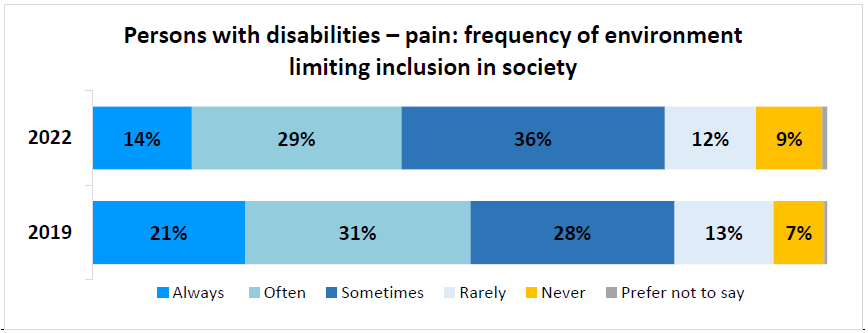 Persons with disabilities – pain: frequency of environment
limiting inclusion in society
2022 14% 29% 36% 12% 9%
2019 21% 31% 28% 13% 7%
Always Often Sometimes Rarely Never Prefer not to say